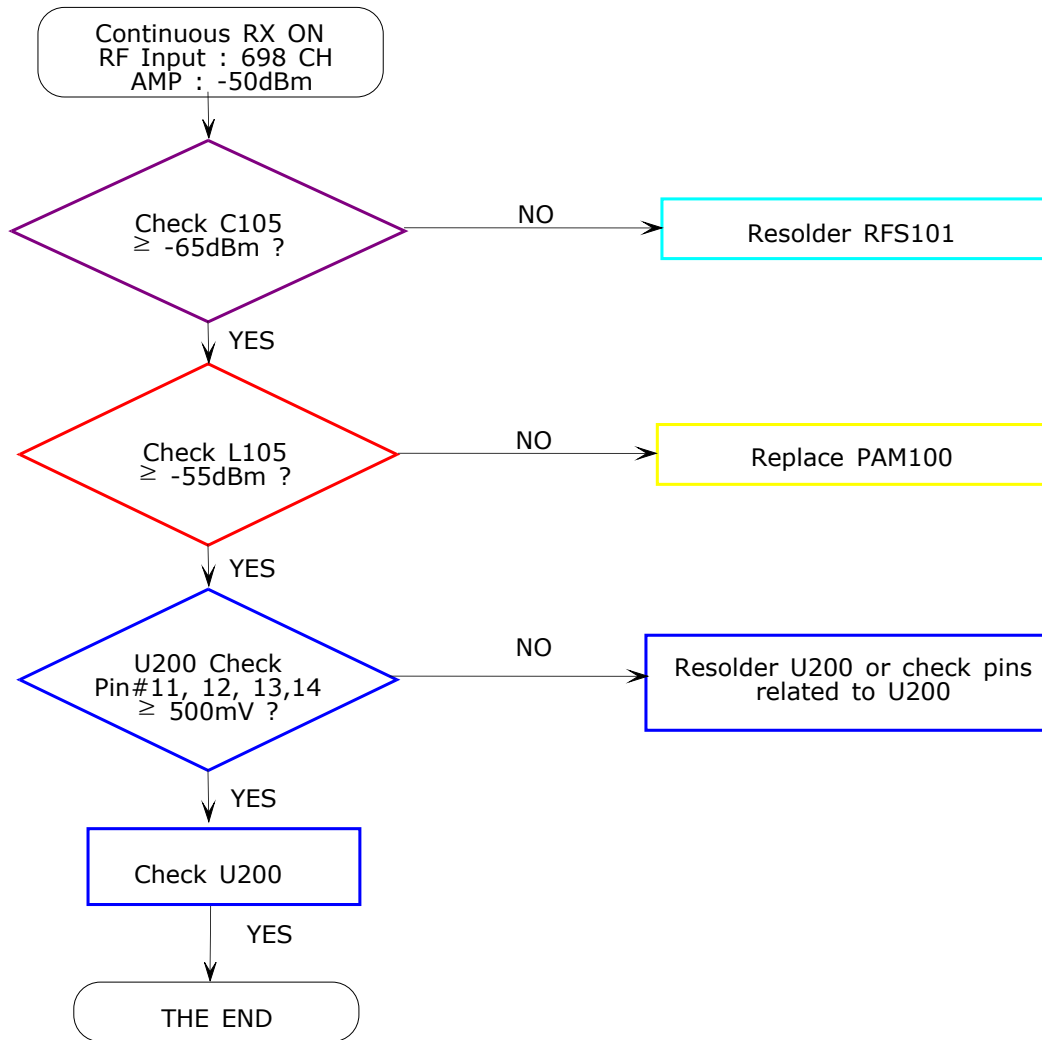 Continuous RX ON
RF Input : 698 CH
AMP : -50dBm
Check C105
≥ -65dBm ?
NO
Resolder RFS101
YES
Check L105
≥ -55dBm ?
NO
Replace PAM100
YES
U200 Check
Pin#11, 12, 13,14
≥ 500mV ?
NO
Resolder U200 or check pins
related to U200
YES
Check U200
YES
THE END